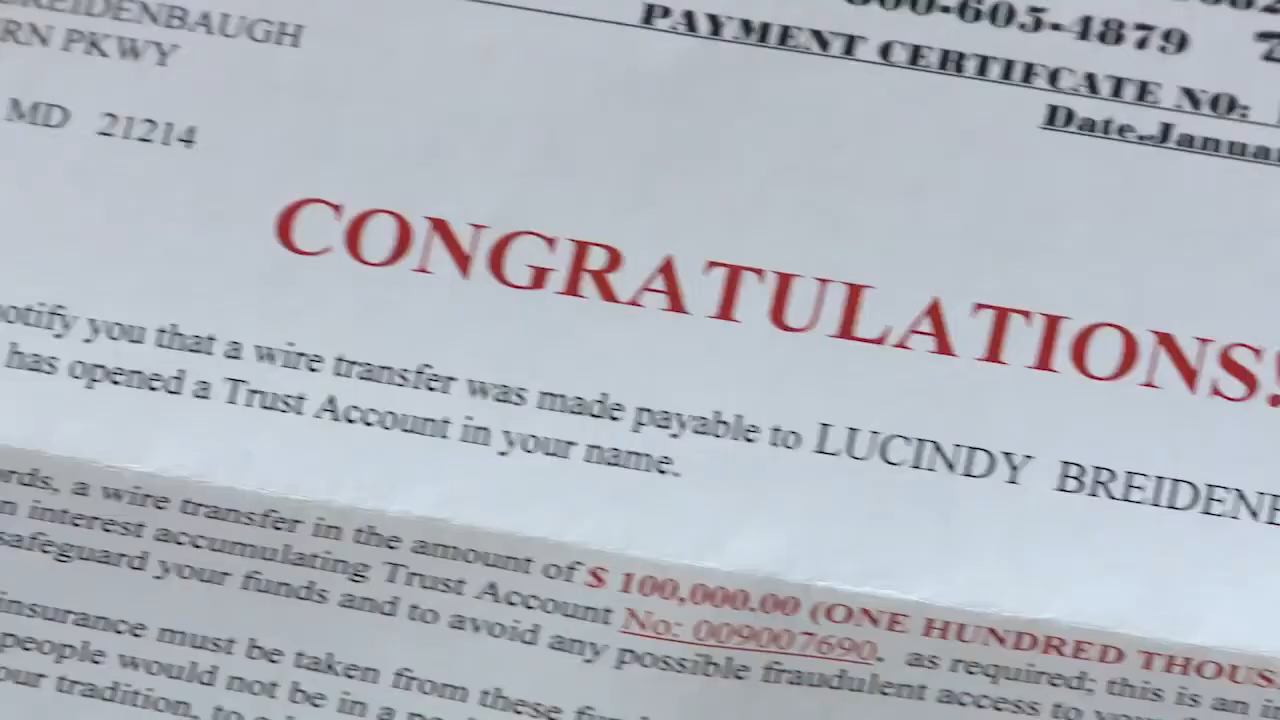 BREIDENBAUGH
RN PKWY
MD 21214
00-605-4879
PAYMENT CERTIFCATE NO:
Date.Janua
CONGRATULATIONS!
otify you that a wire transfer was made payable to LUCINDY BREIDEN
has opened a Trust Account in your name.
rds, a wire transfer in the amount of $ 100,000.00 (ONE HUNDRED THOUS
n interest accumulating Trust Account No: 009007690. as required; this is an i
safeguard your funds and to avoid any possible fraudulent access to
insurance must be taken from these
people would not be in a
our tradition, to